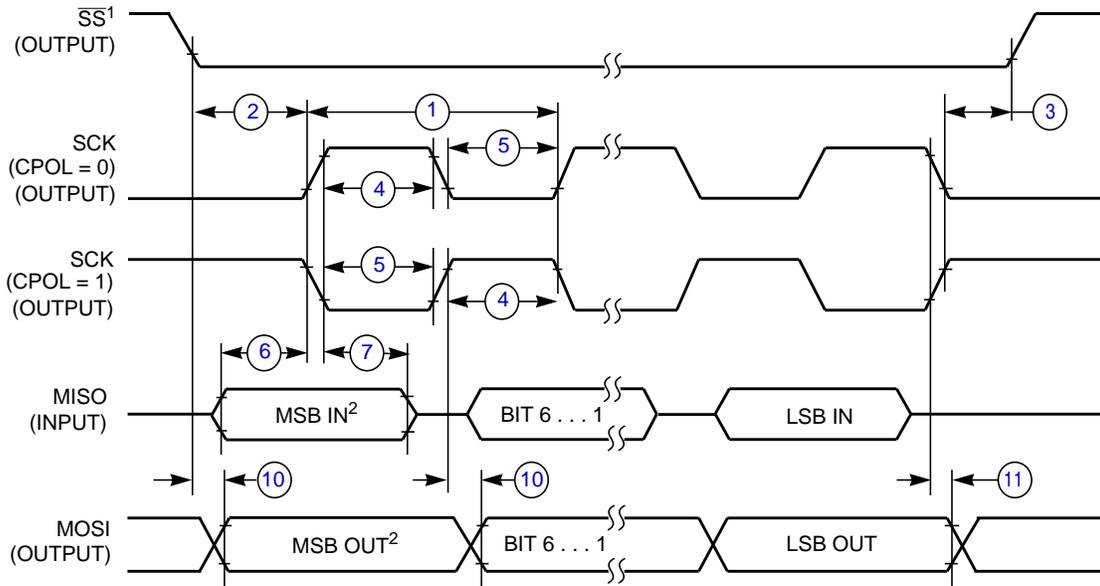 SS¹
(OUTPUT)
2
1
3
SCK
(CPOL = 0)
(OUTPUT)
5
4
SCK
(CPOL = 1)
(OUTPUT)
5
4
6
7
MISO
(INPUT)
MSB IN²
BIT 6 . . . 1
LSB IN
10
10
11
MOSI
(OUTPUT)
MSB OUT²
BIT 6 . . . 1
LSB OUT